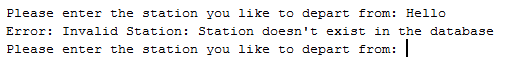 Please enter the station you like to depart from: Hello
Error: Invalid Station: Station doesn't exist in the database
Please enter the station you like to depart from: